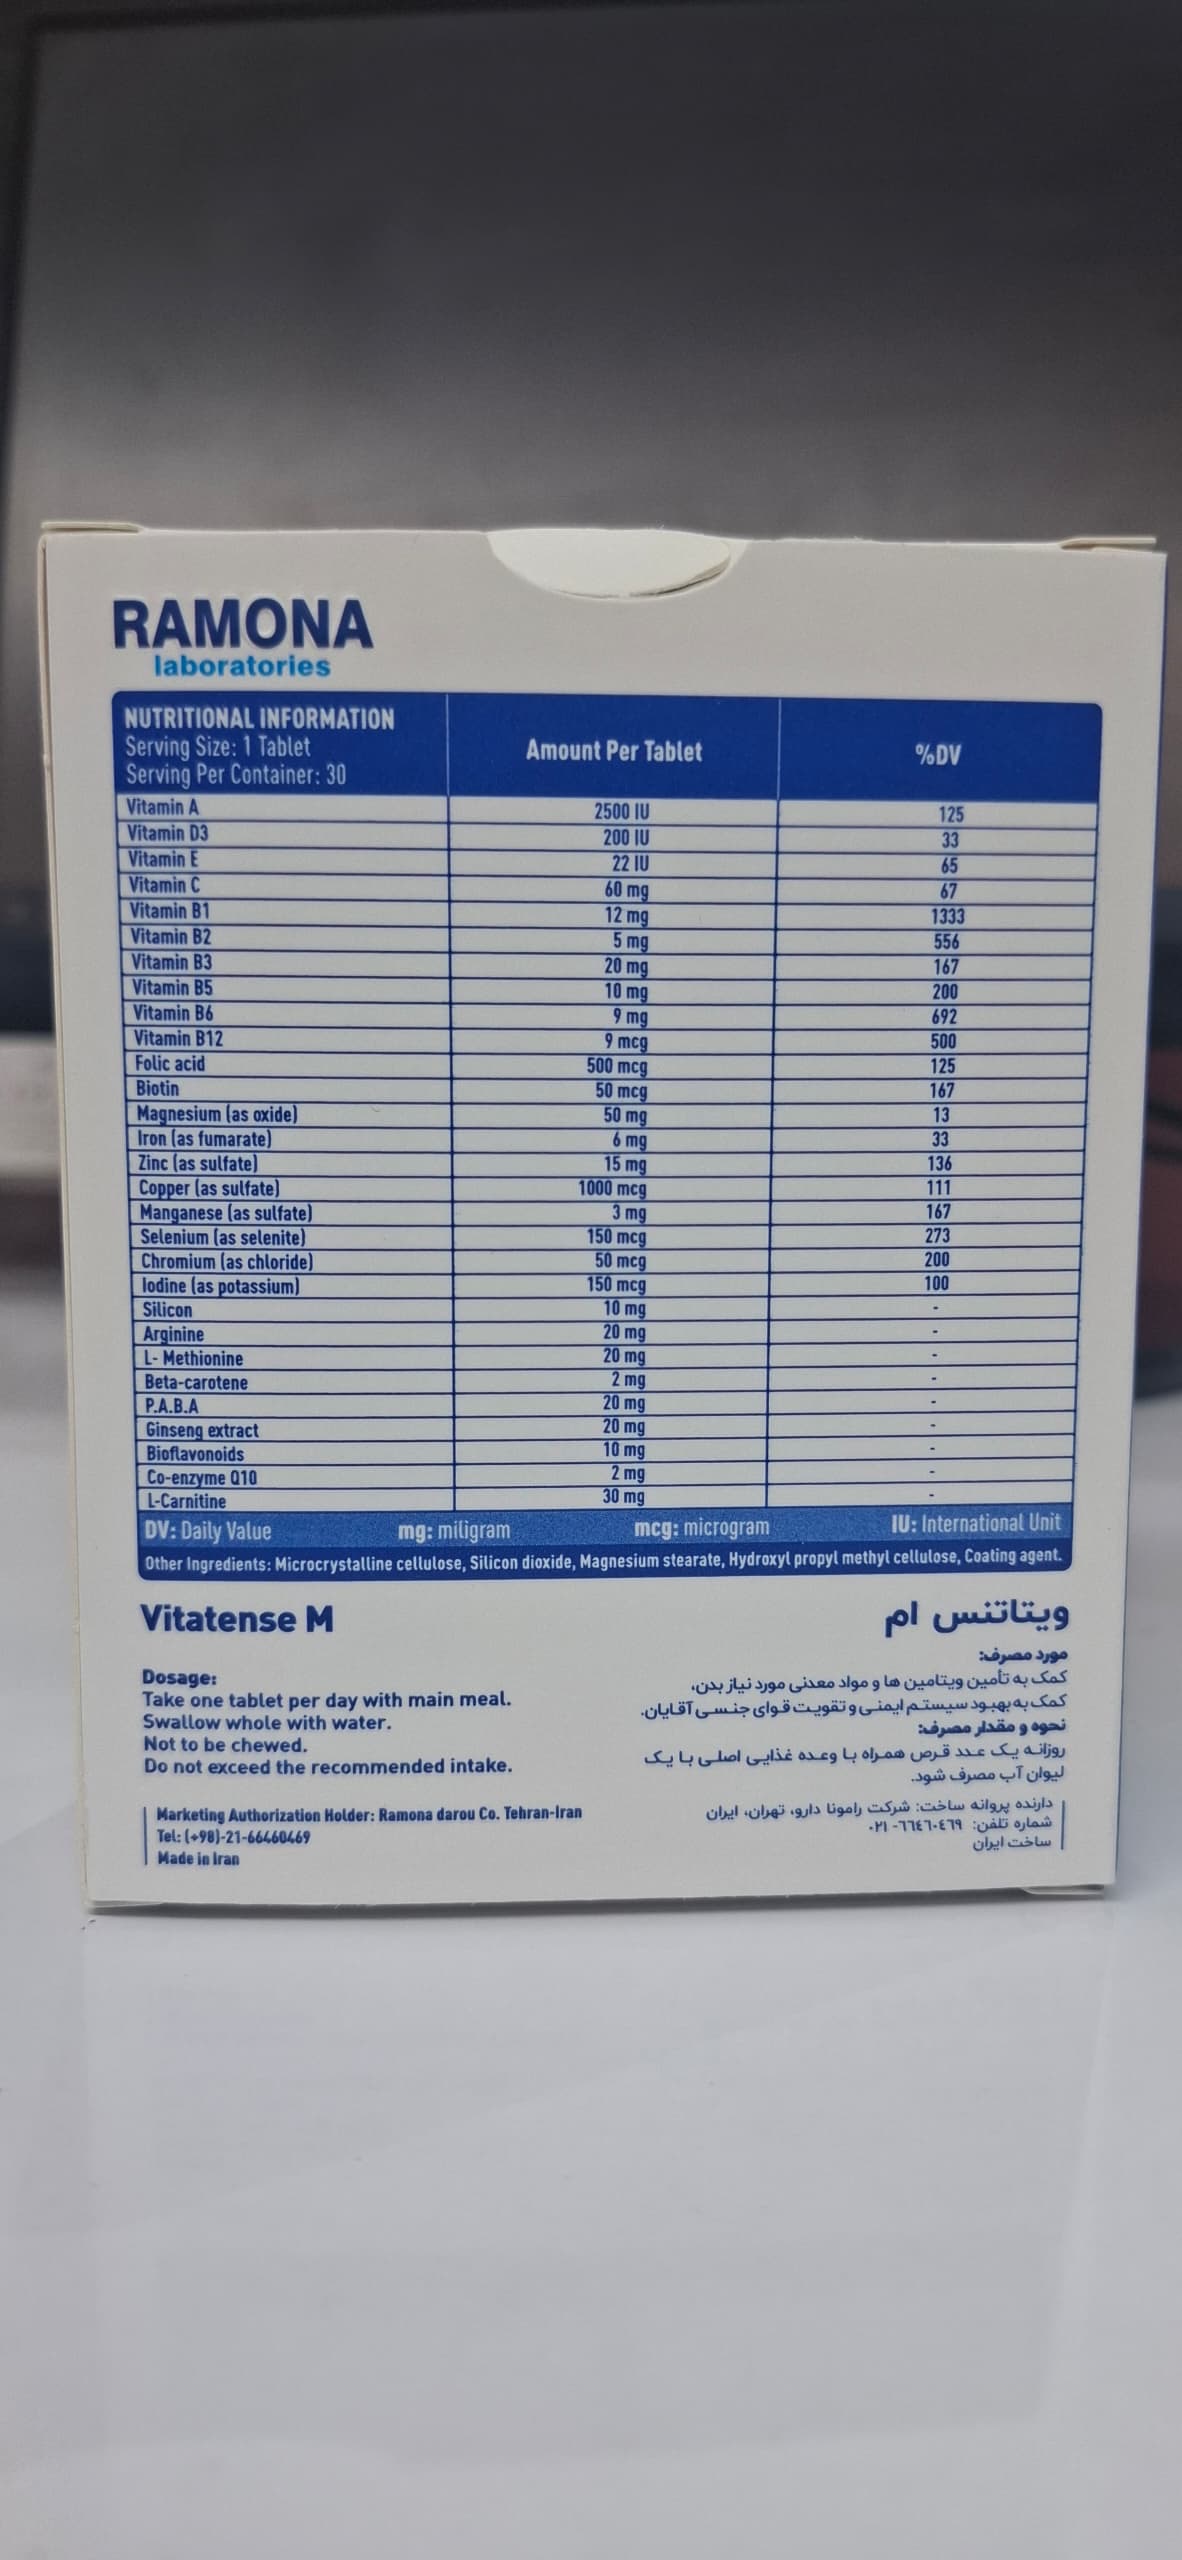 RAMONA
laboratories
NUTRITIONAL INFORMATION
Serving Size: 1 Tablet
Serving Per Container: 30
Amount Per Tablet
%DV
Vitamin A 2500 IU 125
Vitamin D3 200 IU 33
Vitamin E 22 IU 65
Vitamin C 60 mg 67
Vitamin B1 12 mg 1333
Vitamin B2 5 mg 556
Vitamin B3 20 mg 167
Vitamin B5 10 mg 200
Vitamin B6 9 mg 692
Vitamin B12 9 mcg 500
Folic acid 500 mcg 125
Biotin 50 mcg 167
Magnesium (as oxide) 50 mg 13
Iron (as fumarate) 6 mg 33
Zinc (as sulfate) 15 mg 136
Copper (as sulfate) 1000 mcg 111
Manganese (as sulfate) 3 mg 167
Selenium (as selenite) 150 mcg 273
Chromium (as chloride) 50 mcg 200
Iodine (as potassium) 150 mcg 100
Silicon 10 mg -
Arginine 20 mg -
L- Methionine 20 mg -
Beta-carotene 2 mg -
P.A.B.A 20 mg -
Ginseng extract 20 mg -
Bioflavonoids 10 mg -
Co-enzyme Q10 2 mg -
L-Carnitine 30 mg -
DV: Daily Value mg: miligram mcg: microgram IU: International Unit
Other Ingredients: Microcrystalline cellulose, Silicon dioxide, Magnesium stearate, Hydroxyl propyl methyl cellulose, Coating agent.
Vitatense M
Dosage:
Take one tablet per day with main meal.
Swallow whole with water.
Not to be chewed.
Do not exceed the recommended intake.
Marketing Authorization Holder: Ramona darou Co. Tehran-Iran
Tel: (+98)-21-66460469
Made in Iran
ویتاتنس ام
مورد مصرف:
کمک به تأمین ویتامین ها و مواد معدنی مورد نیاز بدن،
کمک به بهبود سیستم ایمنی و تقویت قوای جنسی آقایان.
نحوه و مقدار مصرف:
روزانه یک عدد قرص همراه با وعده غذایی اصلی با یک
لیوان آب مصرف شود.
دارنده پروانه ساخت: شرکت رامونا دارو، تهران، ایران
شماره تلفن: ۶۶۴۶۰۴۶۹-۰۲۱
ساخت ایران